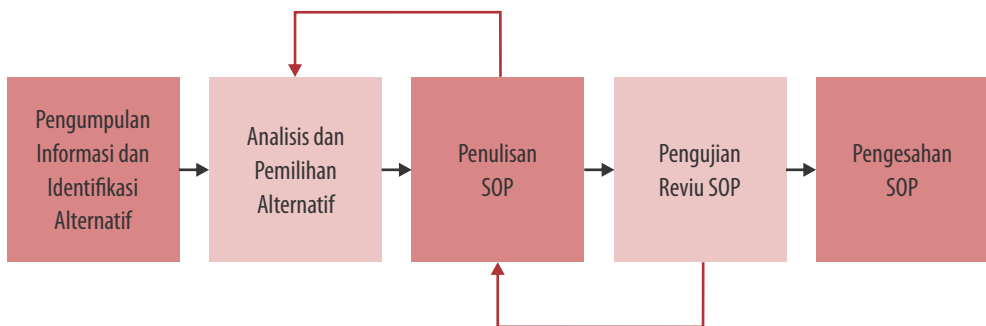 Pengumpulan
Informasi dan
Identifikasi
Alternatif
Analisis dan
Pemilihan
Alternatif
Penulisan
SOP
Pengujian
Reviu SOP
Pengesahan
SOP